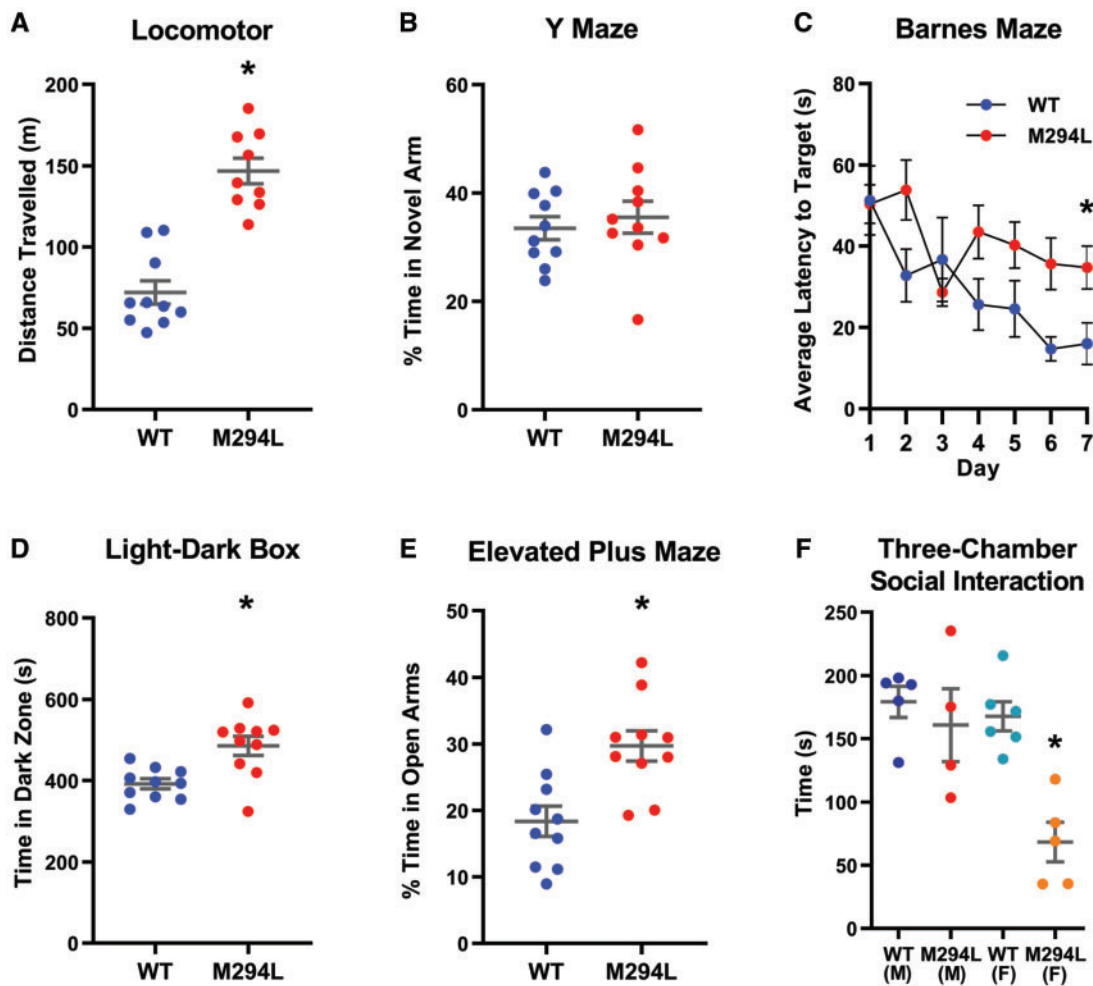 A
Locomotor
*
Distance Travelled (m)
200
150
100
50
0
WT
M294L
B
Y Maze
% Time in Novel Arm
60
40
20
0
WT
M294L
C
Barnes Maze
WT
M294L
Average Latency to Target (s)
80
60
40
20
0
*
1 2 3 4 5 6 7
Day
D
Light-Dark Box
*
Time in Dark Zone (s)
800
600
400
200
0
WT
M294L
E
Elevated Plus Maze
*
% Time in Open Arms
50
40
30
20
10
0
WT
M294L
F
Three-Chamber
Social Interaction
Time (s)
250
200
150
100
50
0
*
WT M294L WT M294L
(M) (M) (F) (F)